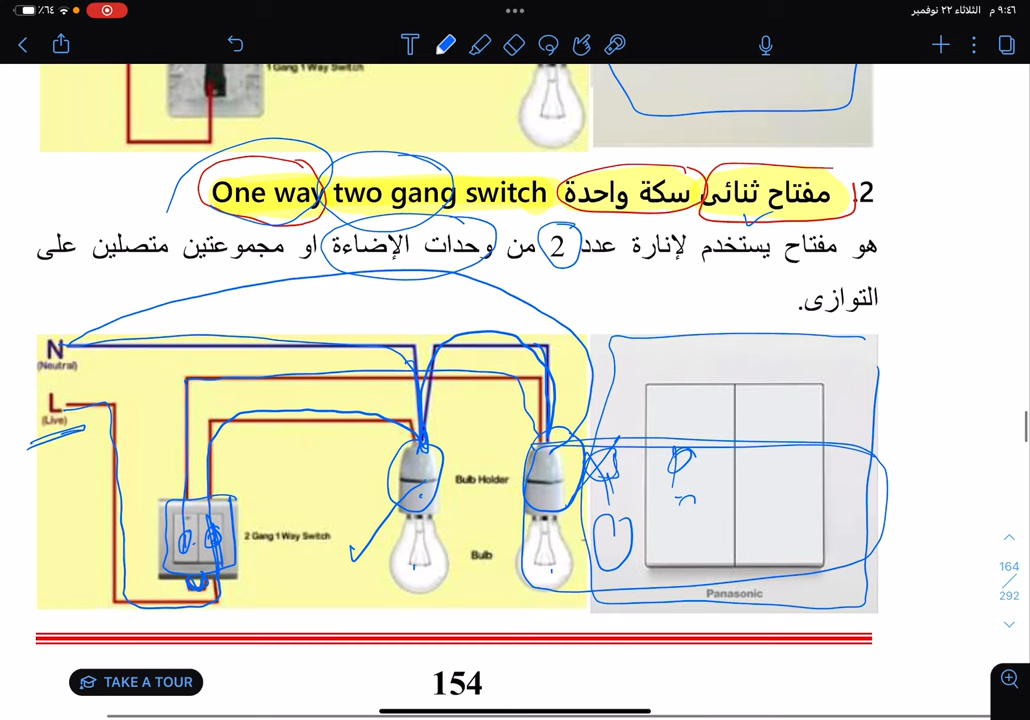 ٩:٤٦ م الثلاثاء ٢٢ نوفمبر
٪٦٤
1 Gang 1 Way Switch
2. مفتاح ثنائى سكة واحدة One way two gang switch
هو مفتاح يستخدم لإنارة عدد 2 من وحدات الإضاءة او مجموعتين متصلين على
التوازى.
N
(Neutral)
L
(Live)
Bulb Holder
2 Gang 1 Way Switch
Bulb
Panasonic
164
292
154
TAKE A TOUR